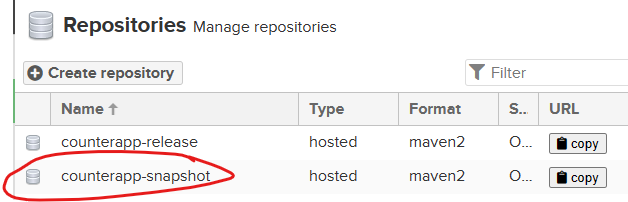 Repositories Manage repositories
Create repository
Filter
Name Type Format S... URL
counterapp-release hosted maven2 O... copy
counterapp-snapshot hosted maven2 O... copy